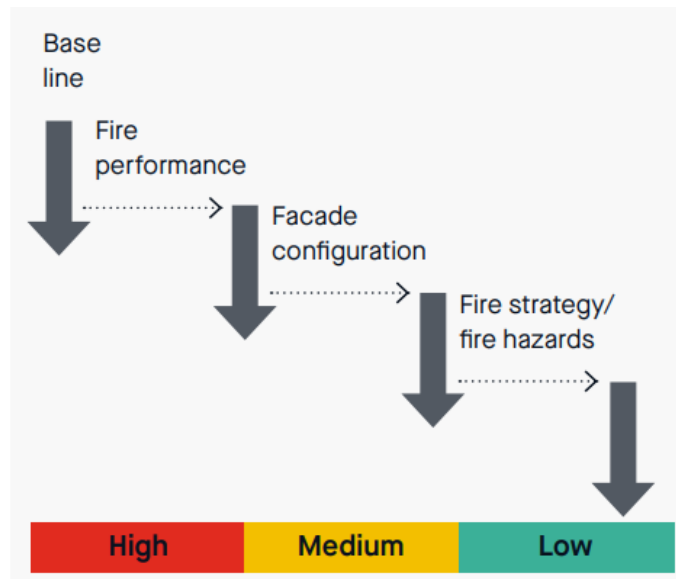 Base
line
Fire
performance
Facade
configuration
Fire strategy/
fire hazards
High Medium Low